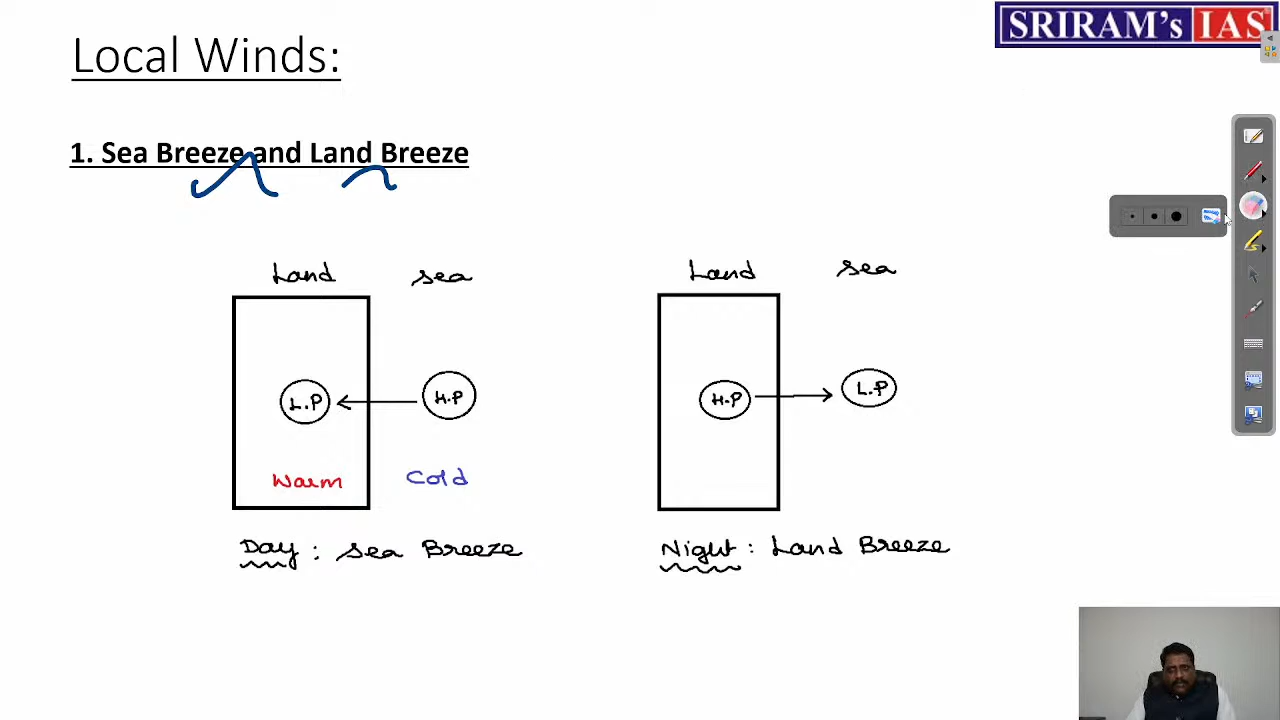 SRIRAM's IAS
Local Winds:
1. Sea Breeze and Land Breeze
Land sea
L.P H.P
Warm Cold
Day : sea Breeze
Land sea
H.P L.P
Night : Land Breeze